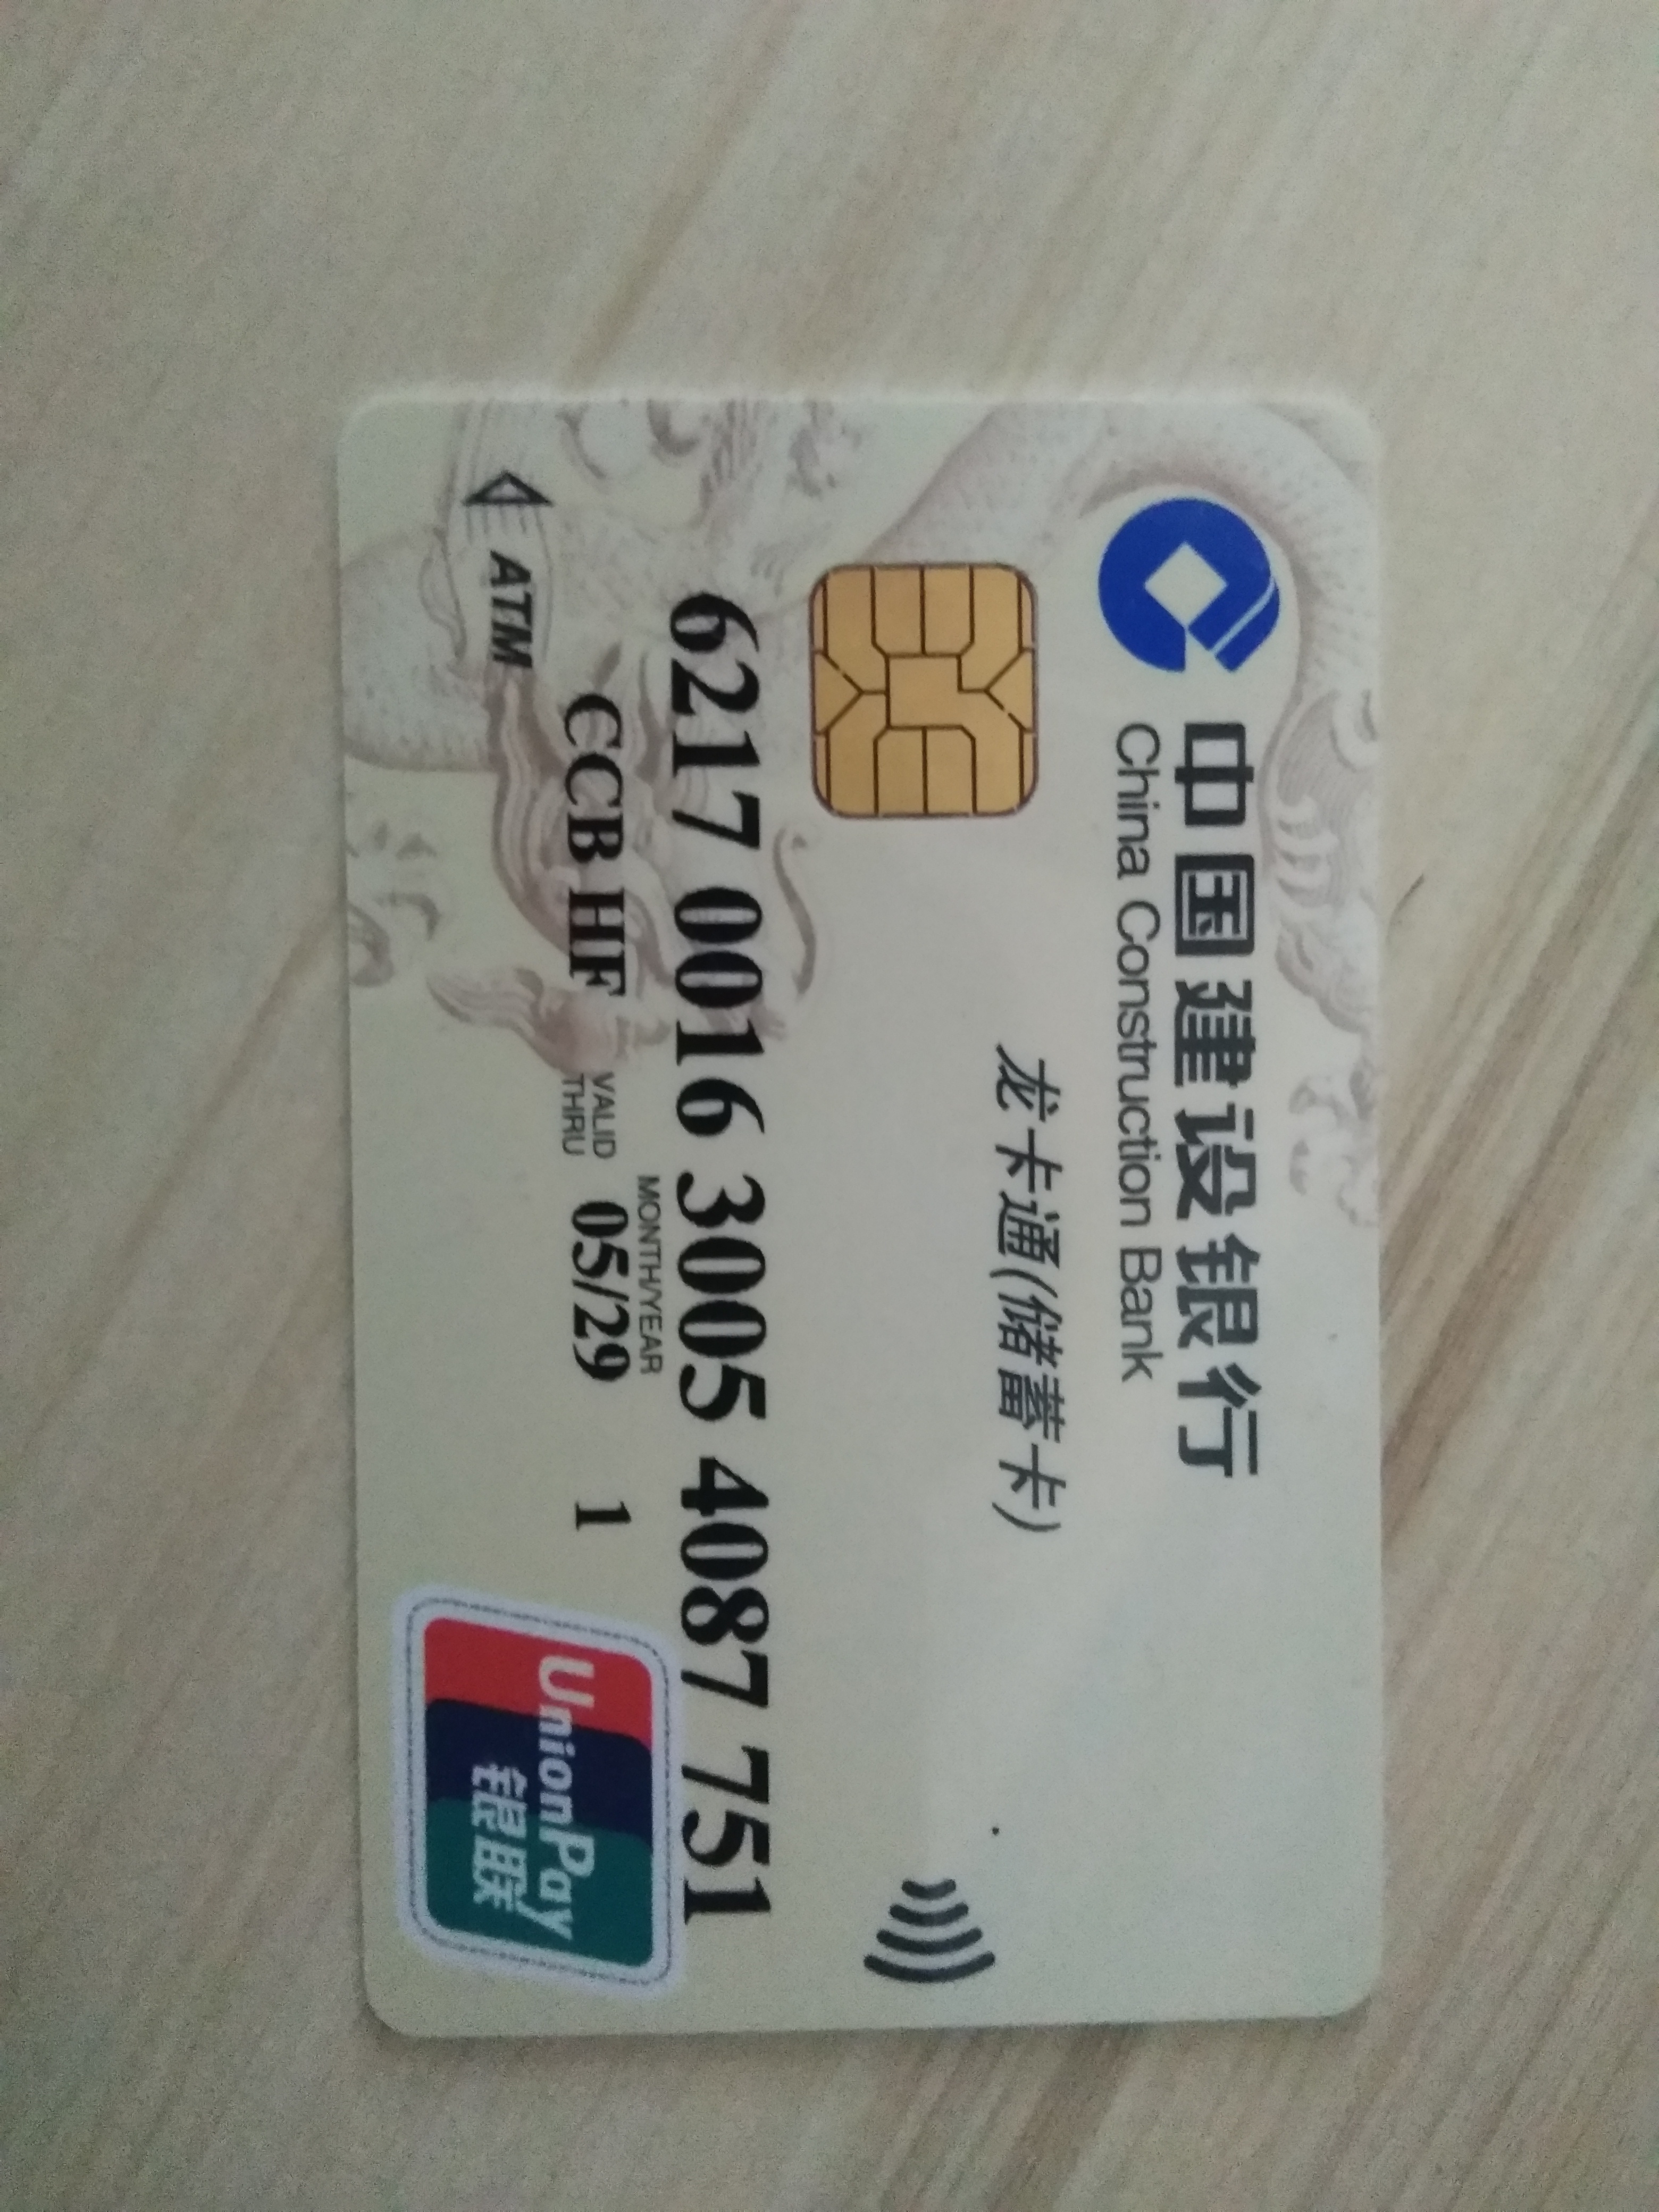 中国建设银行
China Construction Bank
龙卡通(储蓄卡)
6217 0016 3005 4087 751
MONTH/YEAR
ATM
CCB HF
VALID THRU
05/29
1
UnionPay
银联